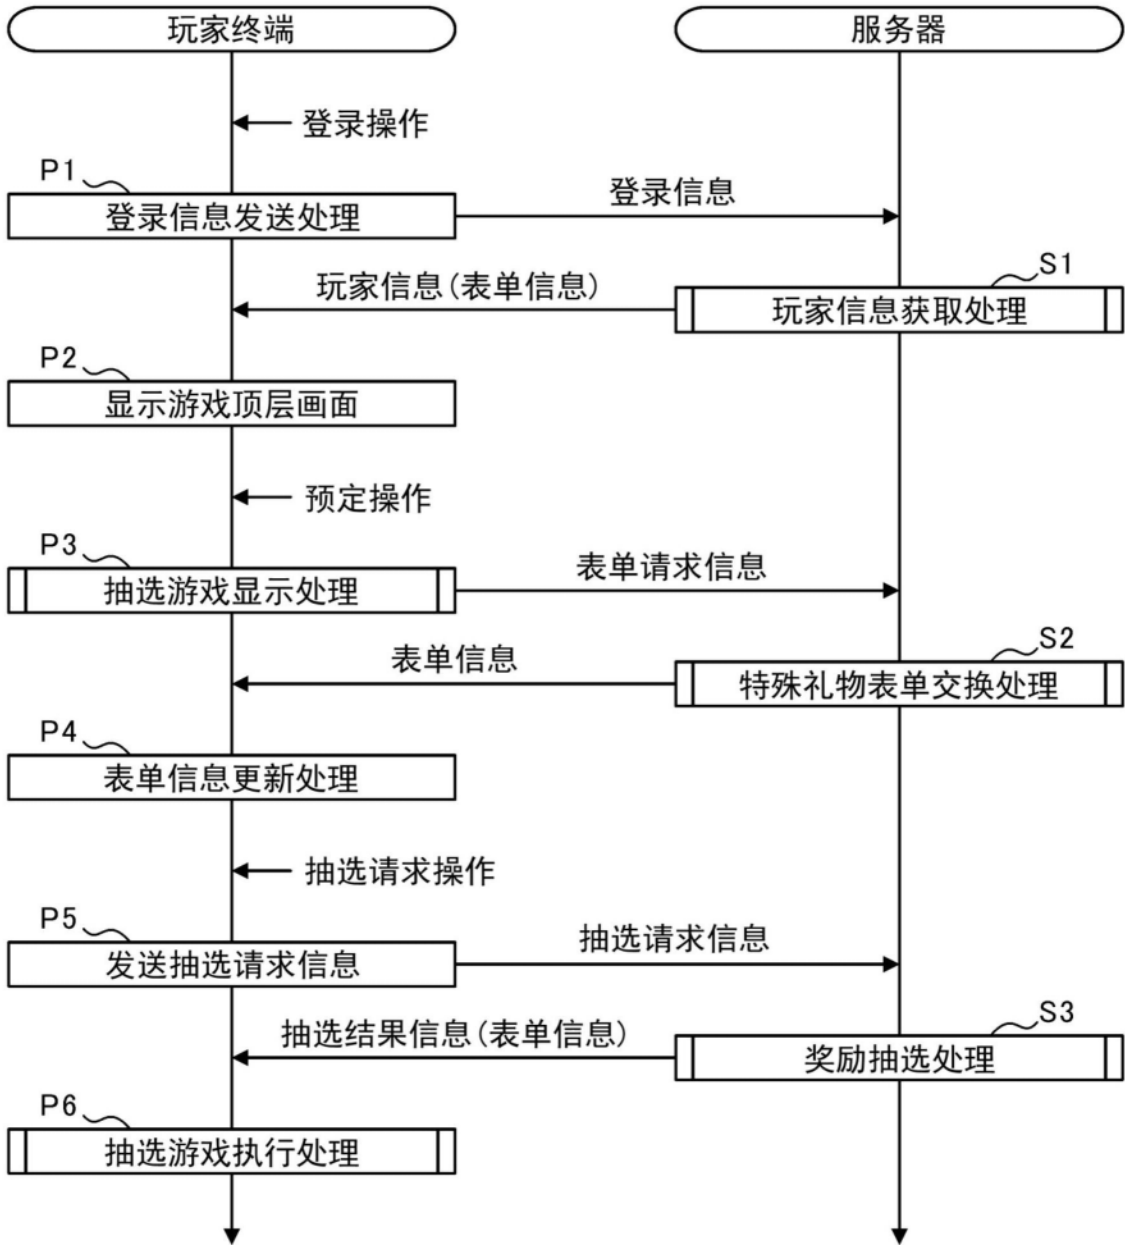 玩家终端
服务器
登录操作
P1
登录信息发送处理
登录信息
S1
玩家信息(表单信息)
玩家信息获取处理
P2
显示游戏顶层画面
预定操作
P3
抽选游戏显示处理
表单请求信息
S2
表单信息
特殊礼物表单交换处理
P4
表单信息更新处理
抽选请求操作
P5
发送抽选请求信息
抽选请求信息
S3
抽选结果信息(表单信息)
奖励抽选处理
P6
抽选游戏执行处理